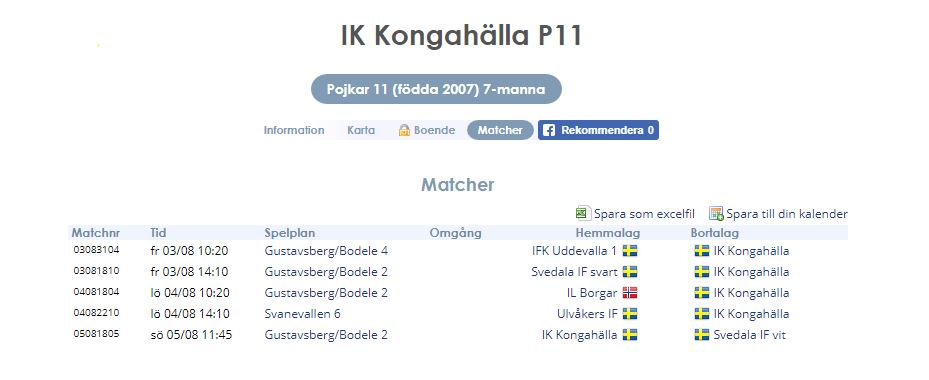 IK Kongahälla P11
Pojkar 11 (födda 2007) 7-manna
Information Karta Boende Matcher Rekommendera 0
Matcher
Spara som excelfil Spara till din kalender
Matchnr Tid Spelplan Omgång Hemmalag Bortalag
03083104 fr 03/08 10:20 Gustavsberg/Bodele 4 IFK Uddevalla 1 IK Kongahälla
03081810 fr 03/08 14:10 Gustavsberg/Bodele 2 Svedala IF svart IK Kongahälla
04081804 lö 04/08 10:20 Gustavsberg/Bodele 2 IL Borgar IK Kongahälla
04082210 lö 04/08 14:10 Svanevallen 6 Ulvåkers IF IK Kongahälla
05081805 sö 05/08 11:45 Gustavsberg/Bodele 2 IK Kongahälla Svedala IF vit